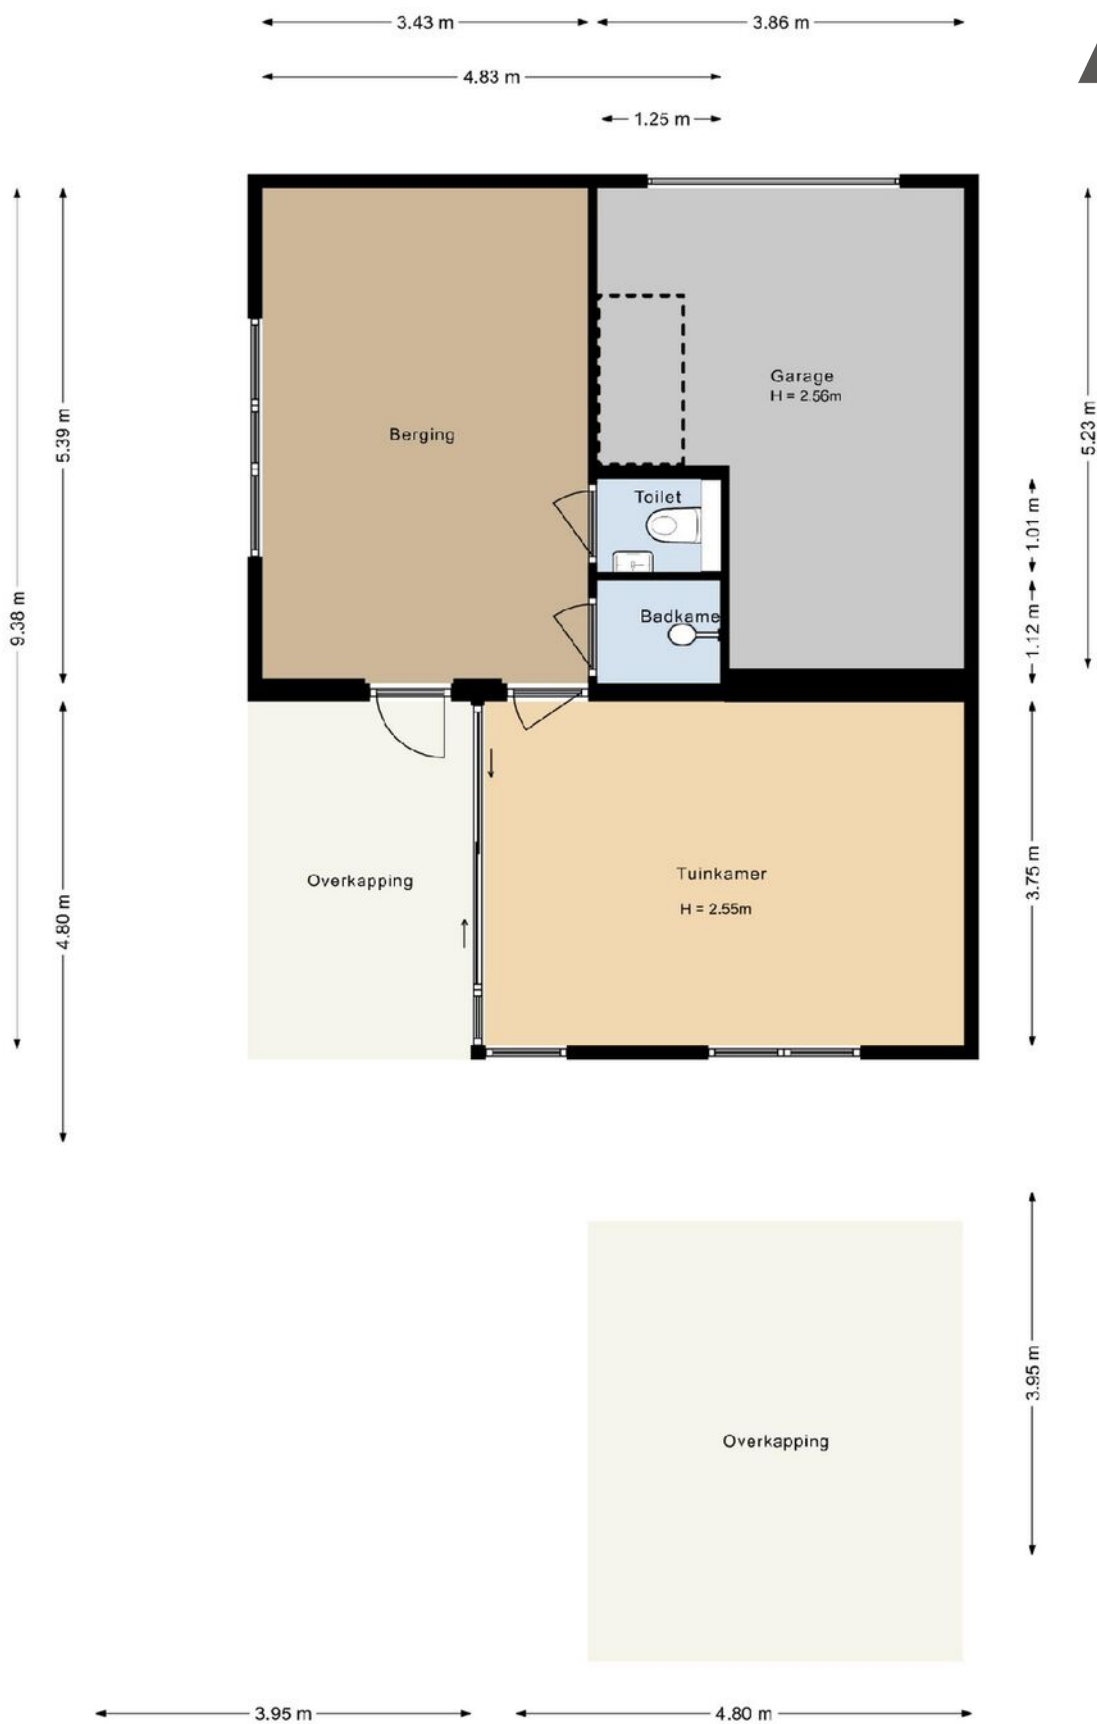 3.43 m
3.86 m
4.83 m
1.25 m
5.39 m
9.38 m
4.80 m
5.23 m
1.01 m
1.12 m
3.75 m
Garage
H = 2.56m
Berging
Toilet
Badkame
Tuinkamer
H = 2.55m
Overkapping
3.95 m
Overkapping
3.95 m
4.80 m